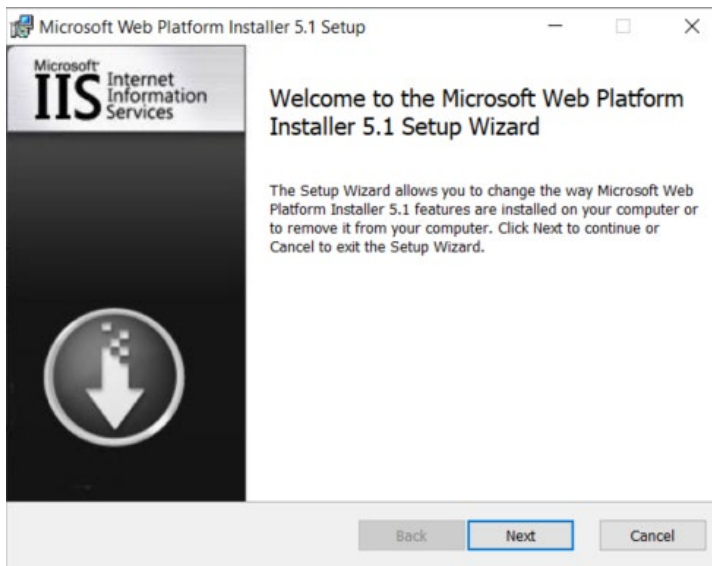 Microsoft Web Platform Installer 5.1 Setup
Microsoft
IIS Internet
Information
Services
Welcome to the Microsoft Web Platform
Installer 5.1 Setup Wizard
The Setup Wizard allows you to change the way Microsoft Web
Platform Installer 5.1 features are installed on your computer or
to remove it from your computer. Click Next to continue or
Cancel to exit the Setup Wizard.
Back Next Cancel